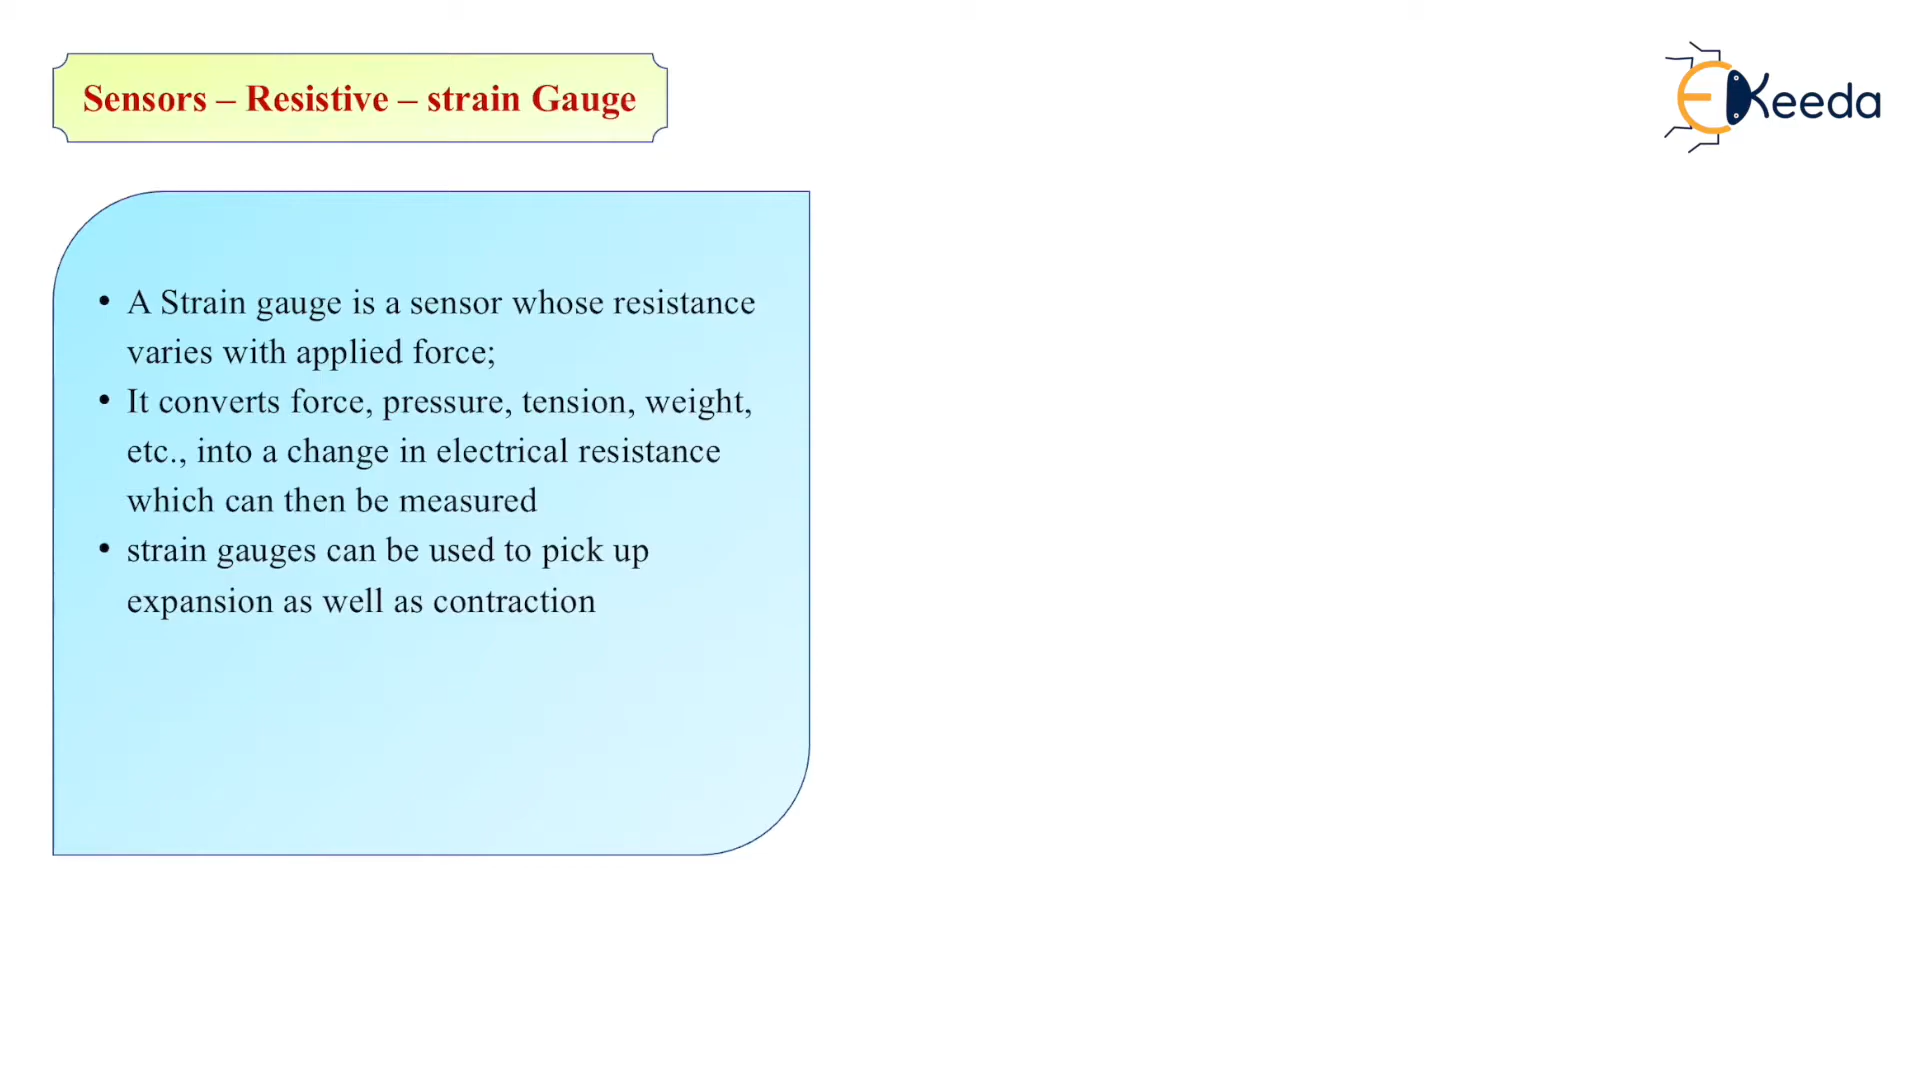 Sensors – Resistive – strain Gauge
EKeeda
• A Strain gauge is a sensor whose resistance
varies with applied force;
• It converts force, pressure, tension, weight,
etc., into a change in electrical resistance
which can then be measured
• strain gauges can be used to pick up
expansion as well as contraction